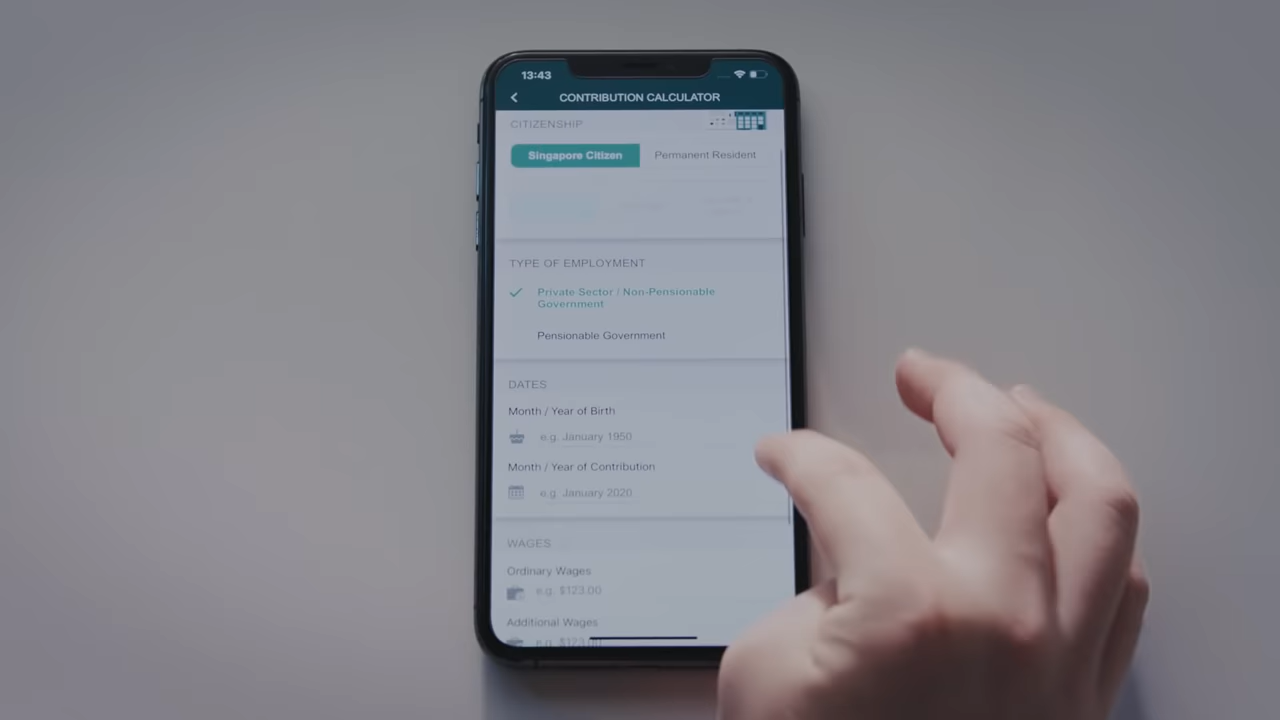 13:43
CONTRIBUTION CALCULATOR
CITIZENSHIP
Singapore Citizen Permanent Resident
TYPE OF EMPLOYMENT
Private Sector / Non-Pensionable
Government
Pensionable Government
DATES
Month / Year of Birth
e.g. January 1950
Month / Year of Contribution
e.g. January 2020
WAGES
Ordinary Wages
e.g. $123.00
Additional Wages
e.g. $123.00